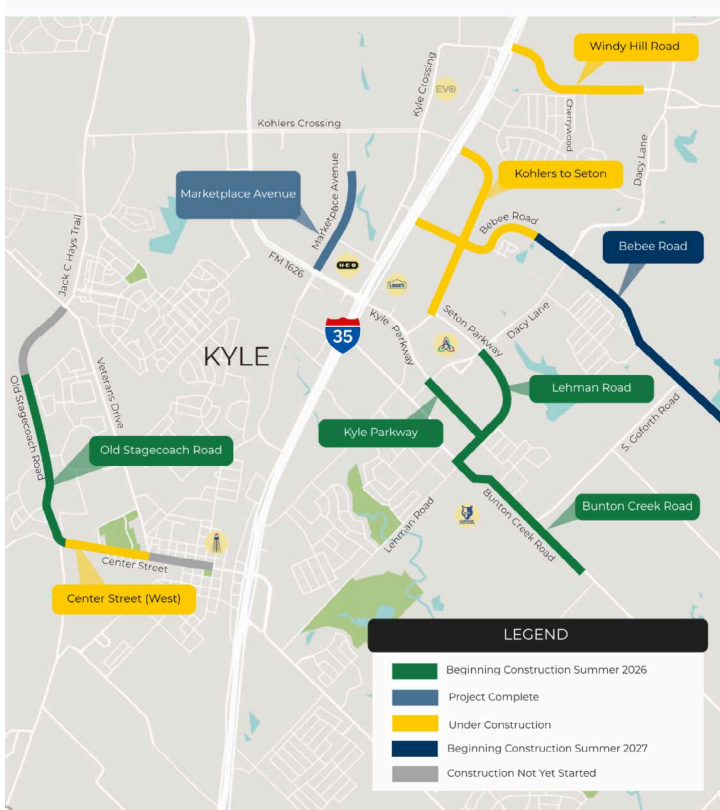 Windy Hill Road
Kyle Crossing
EVO
Cherrywood
Kohlers Crossing
Dacy Lane
Kohlers to Seton
Marketplace Avenue
Marketplace Avenue
Bebee Road
Bebee Road
Jack C Hays Trail
FM 1626
H-E-B
Lowe's
Kyle Parkway
Seton Parkway
Dacy Lane
35
KYLE
Veterans Drive
Old Stagecoach Road
Lehman Road
S. Goforth Road
Kyle Parkway
Old Stagecoach Road
Bunton Creek Road
Lehman Road
Bunton Creek Road
Center Street
Center Street (West)
LEGEND
Beginning Construction Summer 2026
Project Complete
Under Construction
Beginning Construction Summer 2027
Construction Not Yet Started